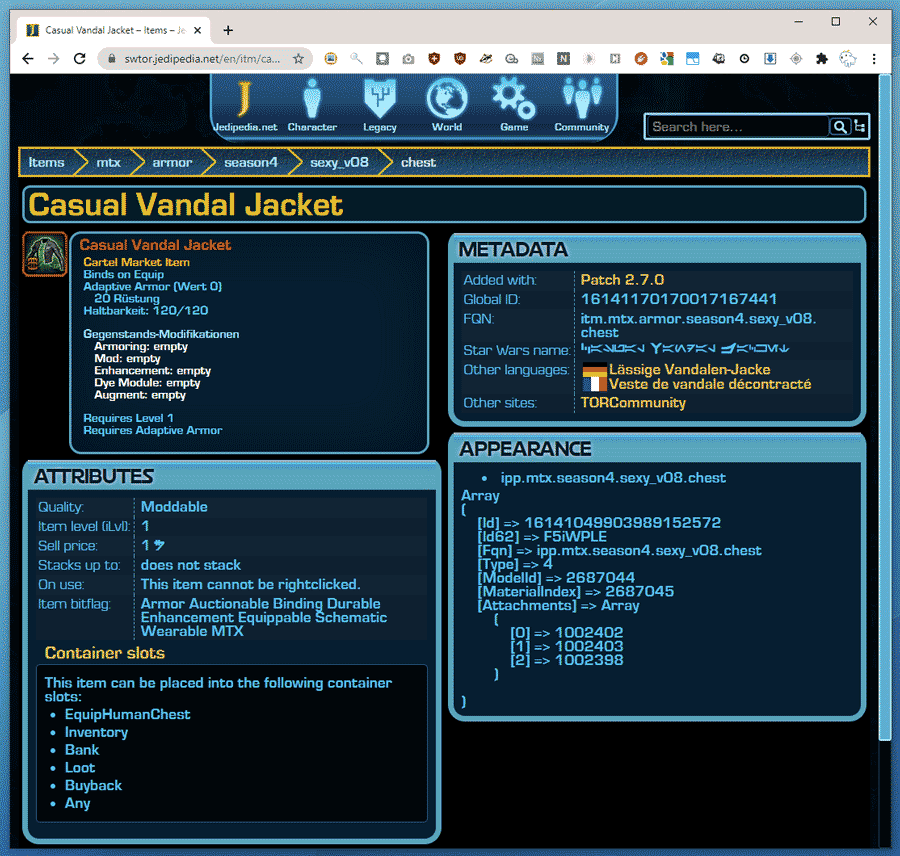 Casual Vandal Jacket – Items – Je
swtor.jedipedia.net/en/itm/ca...
Jedipedia.net Character Legacy World Game Community
Search here...
Items mtx armor season4 sexy_v08 chest
Casual Vandal Jacket
Casual Vandal Jacket
Cartel Market Item
Binds on Equip
Adaptive Armor (Wert 0)
20 Rüstung
Haltbarkeit: 120/120
Gegenstands-Modifikationen
Armoring: empty
Mod: empty
Enhancement: empty
Dye Module: empty
Augment: empty
Requires Level 1
Requires Adaptive Armor
METADATA
Added with: Patch 2.7.0
Global ID: 16141170170017167441
FQN: itm.mtx.armor.season4.sexy_v08.
chest
Star Wars name:
Other languages: Lässige Vandalen-Jacke
Veste de vandale décontracté
Other sites: TORCommunity
ATTRIBUTES
Quality: Moddable
Item level (iLvl): 1
Sell price: 1
Stacks up to: does not stack
On use: This item cannot be rightclicked.
Item bitflag: Armor Auctionable Binding Durable
Enhancement Equippable Schematic
Wearable MTX
Container slots
This item can be placed into the following container
slots:
• EquipHumanChest
• Inventory
• Bank
• Loot
• Buyback
• Any
APPEARANCE
• ipp.mtx.season4.sexy_v08.chest
Array
(
[Id] => 16141049903989152572
[Id62] => F5iWPLE
[Fqn] => ipp.mtx.season4.sexy_v08.chest
[Type] => 4
[ModelId] => 2687044
[MaterialIndex] => 2687045
[Attachments] => Array
(
[0] => 1002402
[1] => 1002403
[2] => 1002398
)
)